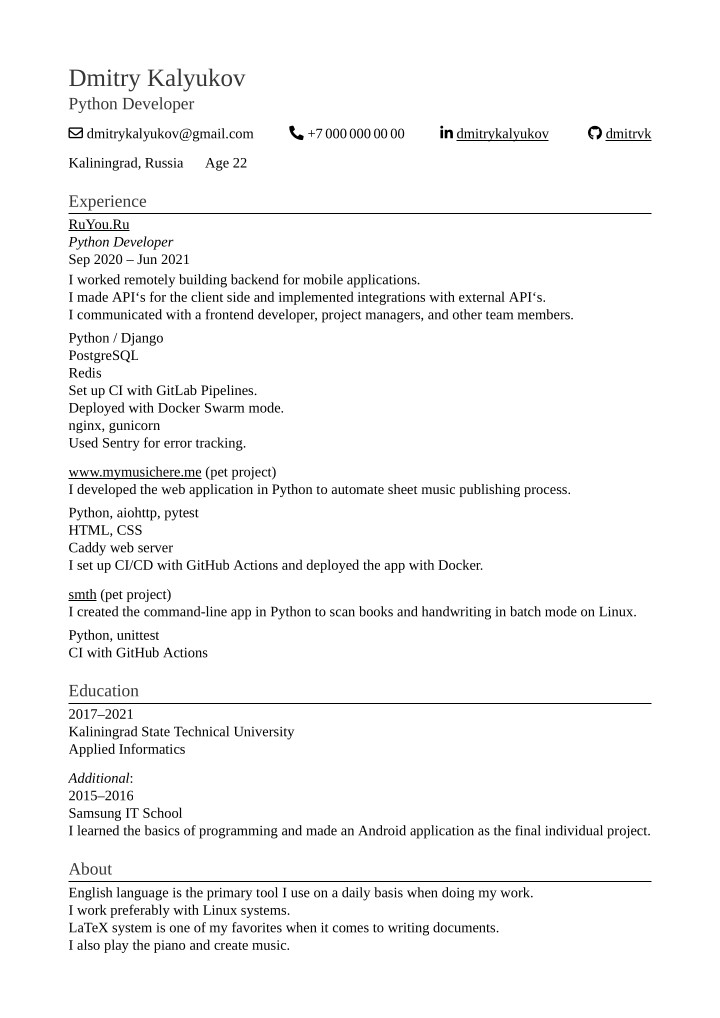 Dmitry Kalyukov
Python Developer
dmitrykalyukov@gmail.com +7 000 000 00 00 dmitrykalyukov dmitrvk
Kaliningrad, Russia Age 22
Experience
RuYou.Ru
Python Developer
Sep 2020 – Jun 2021
I worked remotely building backend for mobile applications.
I made API‘s for the client side and implemented integrations with external API‘s.
I communicated with a frontend developer, project managers, and other team members.
Python / Django
PostgreSQL
Redis
Set up CI with GitLab Pipelines.
Deployed with Docker Swarm mode.
nginx, gunicorn
Used Sentry for error tracking.
www.mymusichere.me (pet project)
I developed the web application in Python to automate sheet music publishing process.
Python, aiohttp, pytest
HTML, CSS
Caddy web server
I set up CI/CD with GitHub Actions and deployed the app with Docker.
smth (pet project)
I created the command-line app in Python to scan books and handwriting in batch mode on Linux.
Python, unittest
CI with GitHub Actions
Education
2017–2021
Kaliningrad State Technical University
Applied Informatics
Additional:
2015–2016
Samsung IT School
I learned the basics of programming and made an Android application as the final individual project.
About
English language is the primary tool I use on a daily basis when doing my work.
I work preferably with Linux systems.
LaTeX system is one of my favorites when it comes to writing documents.
I also play the piano and create music.